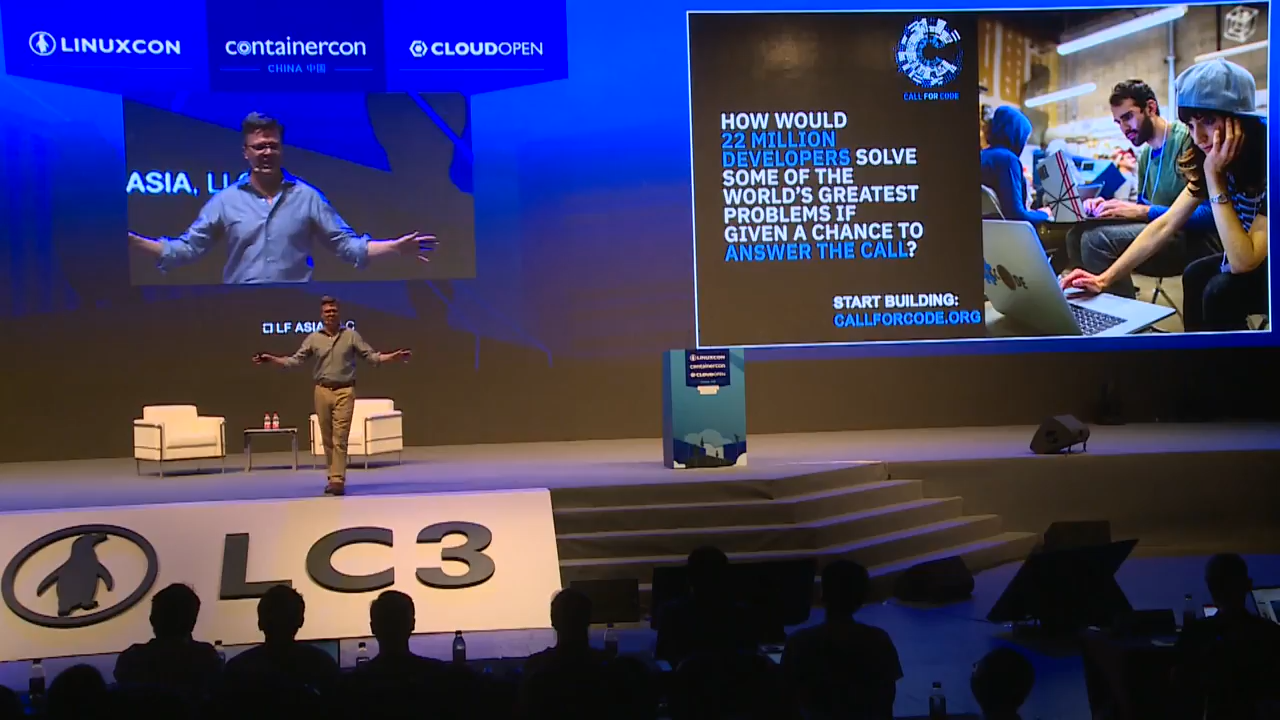 LINUXCON
containercon
CHINA 中国
CLOUDOPEN
ASIA, LL
LF ASIA
C
CALL FOR CODE
HOW WOULD
22 MILLION
DEVELOPERS SOLVE
SOME OF THE
WORLD'S GREATEST
PROBLEMS IF
GIVEN A CHANCE TO
ANSWER THE CALL?
START BUILDING:
CALLFORCODE.ORG
LINUXCON
containercon
CLOUDOPEN
LC3